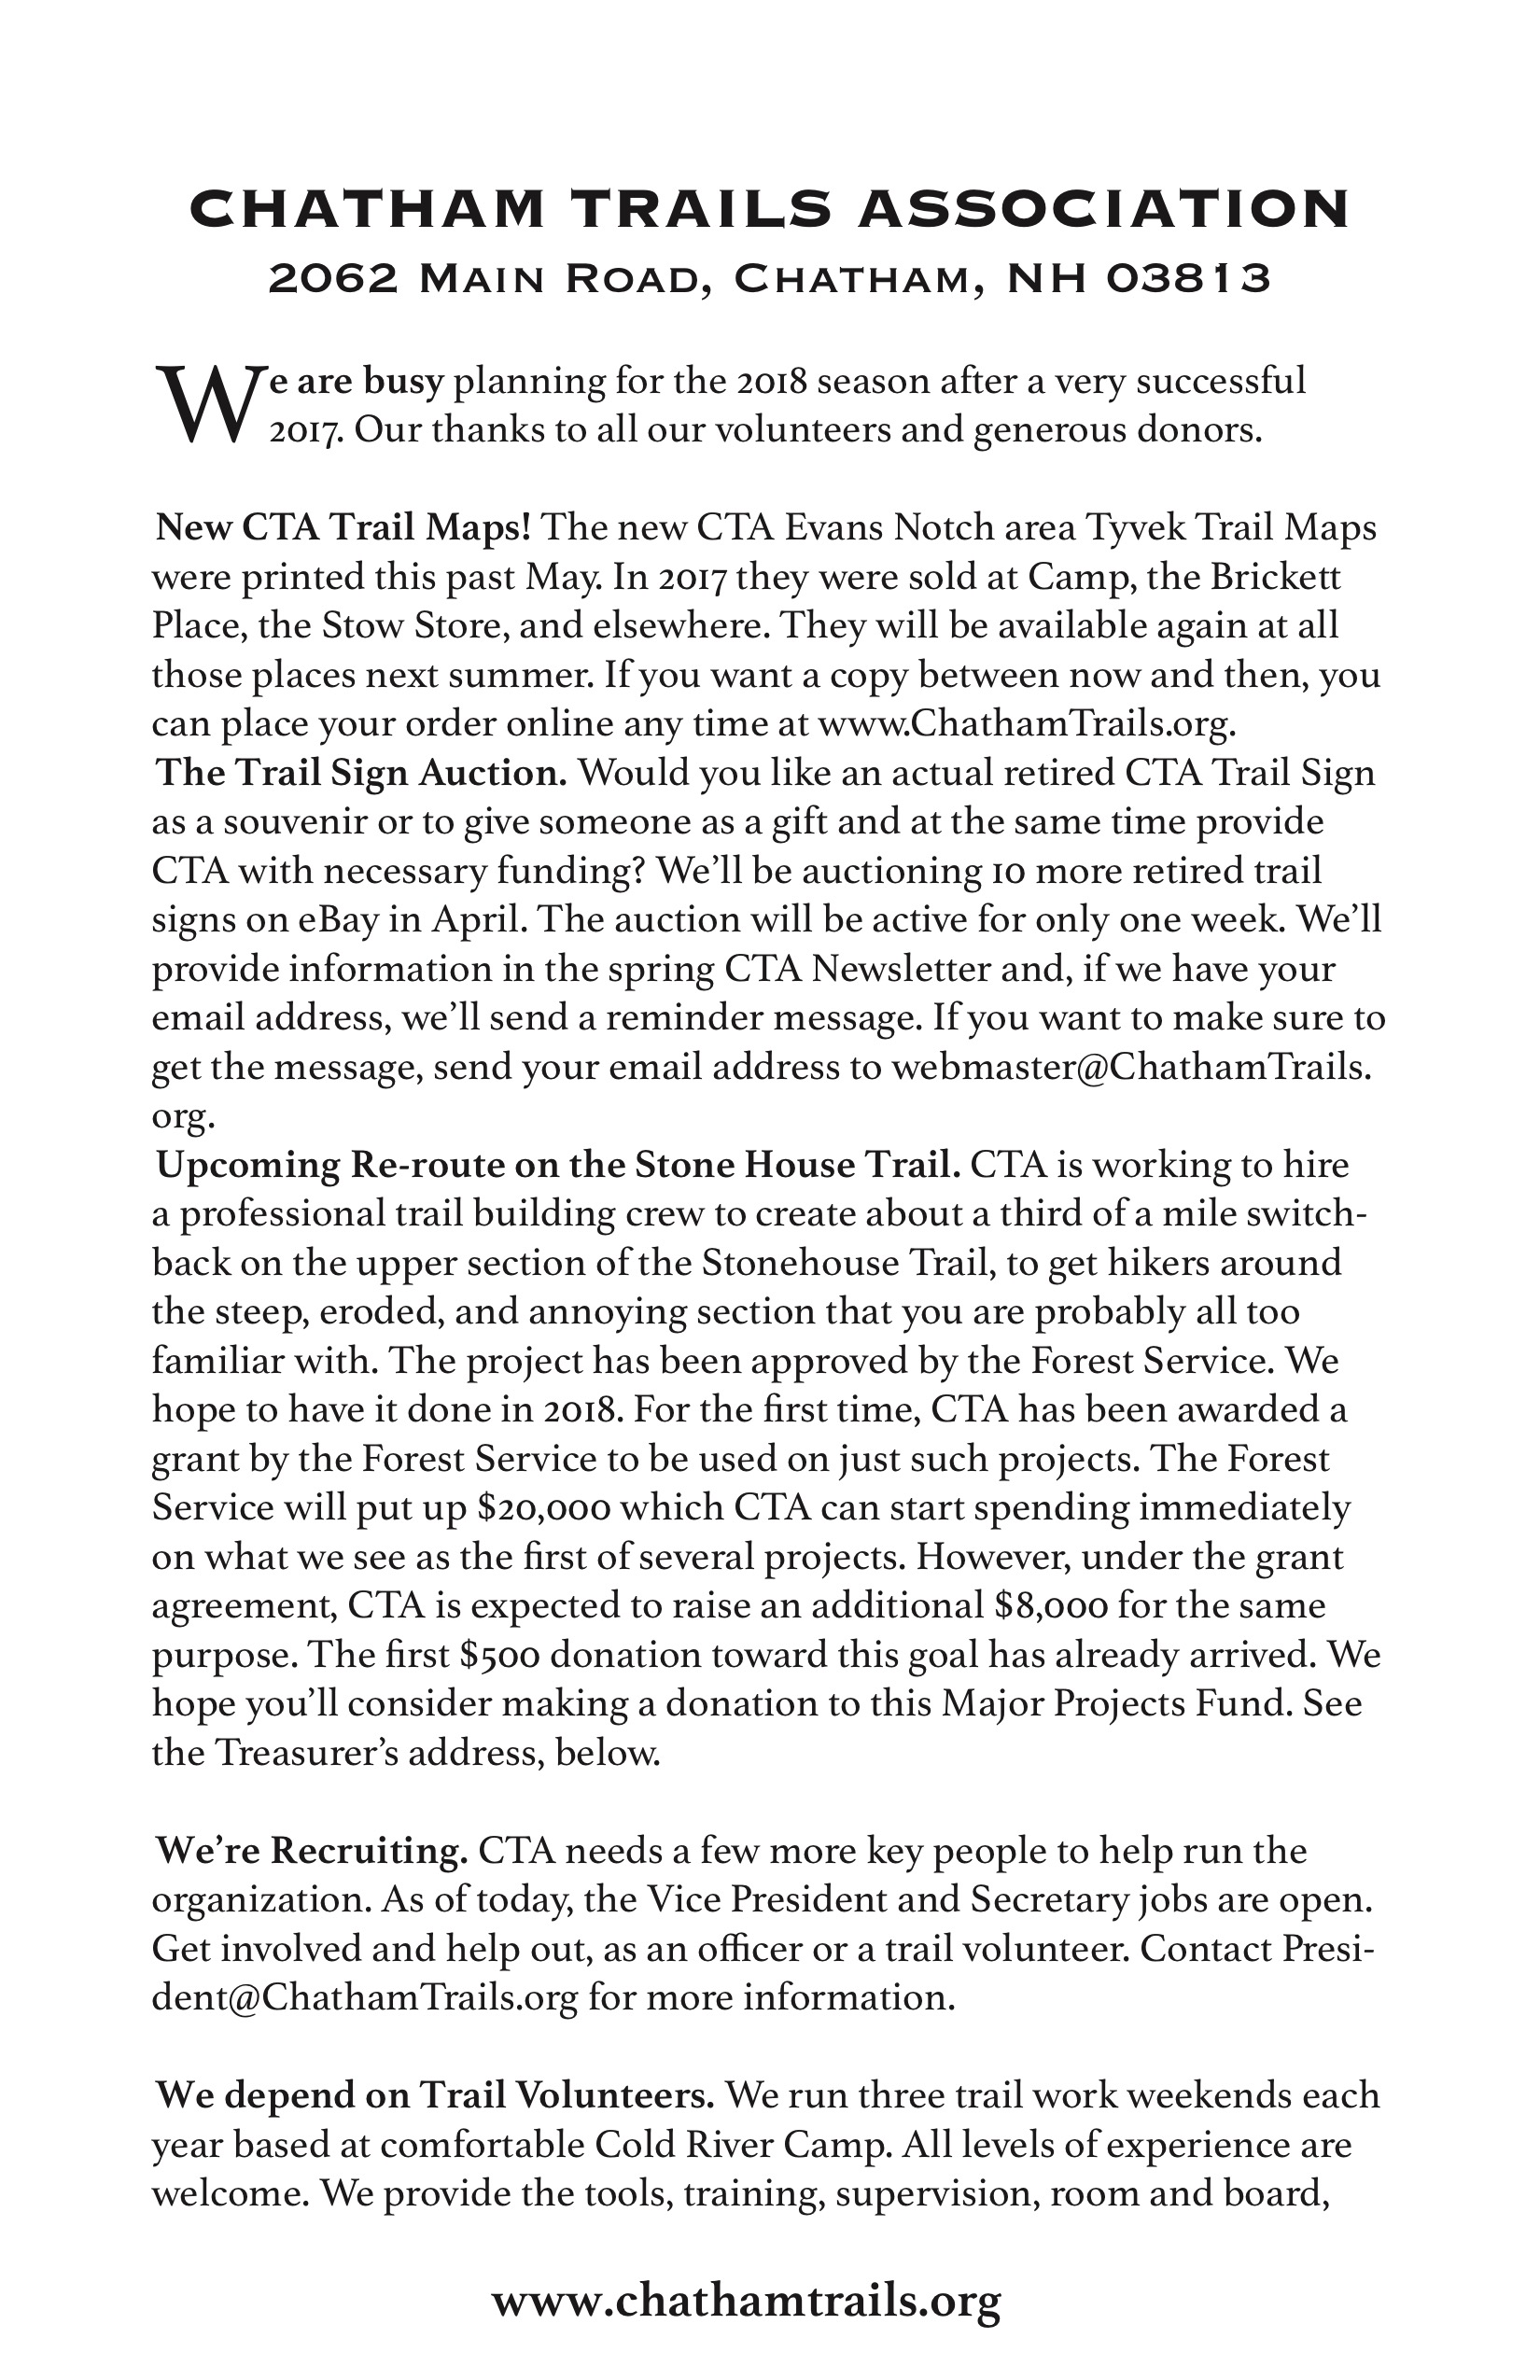 CHATHAM TRAILS ASSOCIATION
2062 Main Road, Chatham, NH 03813
We are busy planning for the 2018 season after a very successful
2017. Our thanks to all our volunteers and generous donors.
New CTA Trail Maps! The new CTA Evans Notch area Tyvek Trail Maps
were printed this past May. In 2017 they were sold at Camp, the Brickett
Place, the Stow Store, and elsewhere. They will be available again at all
those places next summer. If you want a copy between now and then, you
can place your order online any time at www.ChathamTrails.org.
The Trail Sign Auction. Would you like an actual retired CTA Trail Sign
as a souvenir or to give someone as a gift and at the same time provide
CTA with necessary funding? We’ll be auctioning 10 more retired trail
signs on eBay in April. The auction will be active for only one week. We’ll
provide information in the spring CTA Newsletter and, if we have your
email address, we’ll send a reminder message. If you want to make sure to
get the message, send your email address to webmaster@ChathamTrails.
org.
Upcoming Re-route on the Stone House Trail. CTA is working to hire
a professional trail building crew to create about a third of a mile switch-
back on the upper section of the Stonehouse Trail, to get hikers around
the steep, eroded, and annoying section that you are probably all too
familiar with. The project has been approved by the Forest Service. We
hope to have it done in 2018. For the first time, CTA has been awarded a
grant by the Forest Service to be used on just such projects. The Forest
Service will put up $20,000 which CTA can start spending immediately
on what we see as the first of several projects. However, under the grant
agreement, CTA is expected to raise an additional $8,000 for the same
purpose. The first $500 donation toward this goal has already arrived. We
hope you’ll consider making a donation to this Major Projects Fund. See
the Treasurer’s address, below.
We’re Recruiting. CTA needs a few more key people to help run the
organization. As of today, the Vice President and Secretary jobs are open.
Get involved and help out, as an officer or a trail volunteer. Contact Presi-
dent@ChathamTrails.org for more information.
We depend on Trail Volunteers. We run three trail work weekends each
year based at comfortable Cold River Camp. All levels of experience are
welcome. We provide the tools, training, supervision, room and board,
www.chathamtrails.org